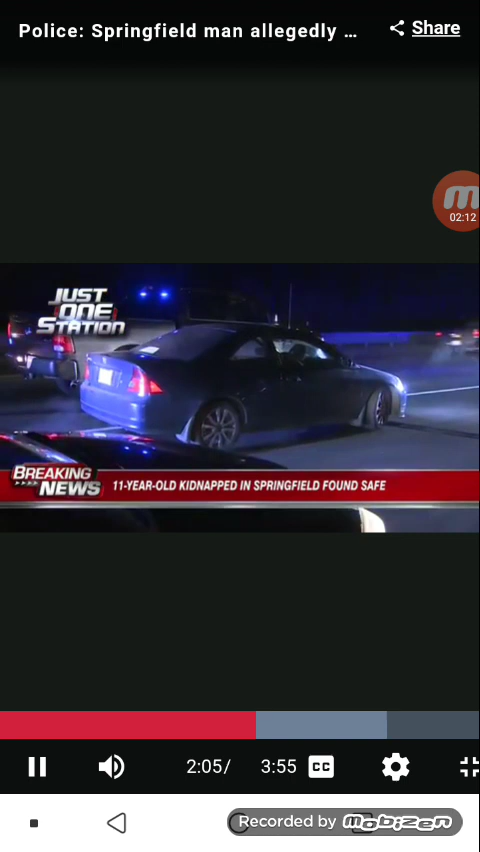 Police: Springfield man allegedly ...
Share
02:12
JUST
ONE
STATION
BREAKING
NEWS
11-YEAR-OLD KIDNAPPED IN SPRINGFIELD FOUND SAFE
2:05/
3:55
CC
Recorded by mobizen